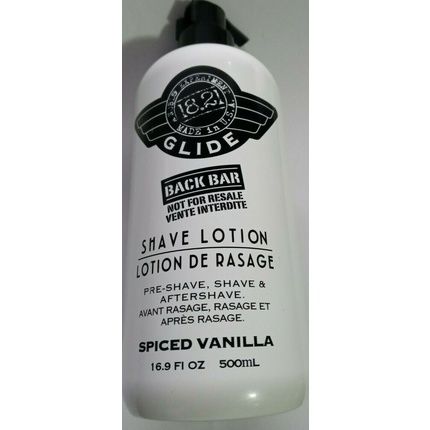 18.21
MADE in U.S.A
GLIDE
BACK BAR
NOT FOR RESALE
VENTE INTERDITE
SHAVE LOTION
LOTION DE RASAGE
PRE-SHAVE, SHAVE &
AFTERSHAVE.
AVANT RASAGE, RASAGE ET
APRÈS RASAGE.
SPICED VANILLA
16.9 Fl OZ 500mL